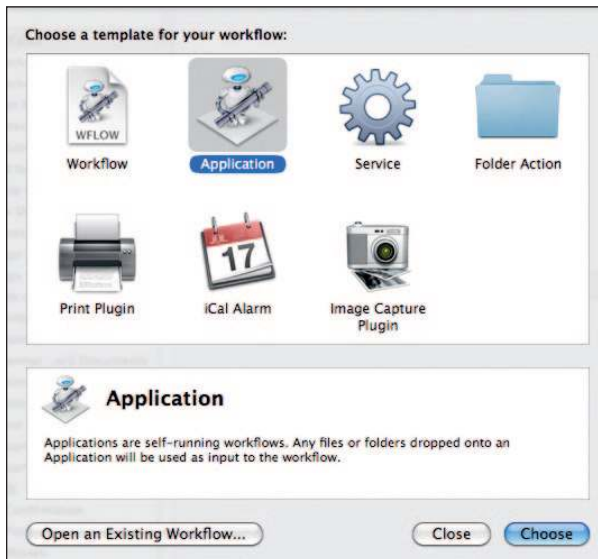 Choose a template for your workflow:
WFLOW
Workflow
Application
Service
Folder Action
17
Print Plugin
iCal Alarm
Image Capture
Plugin
Application
Applications are self-running workflows. Any files or folders dropped onto an
Application will be used as input to the workflow.
Open an Existing Workflow...
Close
Choose